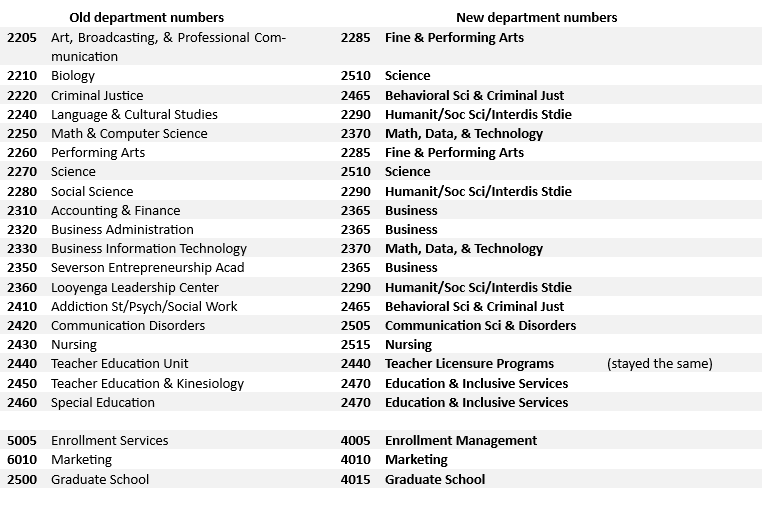 Old department numbers New department numbers
2205 Art, Broadcasting, & Professional Com- 2285 Fine & Performing Arts
munication
2210 Biology 2510 Science
2220 Criminal Justice 2465 Behavioral Sci & Criminal Just
2240 Language & Cultural Studies 2290 Humanit/Soc Sci/Interdis Stdie
2250 Math & Computer Science 2370 Math, Data, & Technology
2260 Performing Arts 2285 Fine & Performing Arts
2270 Science 2510 Science
2280 Social Science 2290 Humanit/Soc Sci/Interdis Stdie
2310 Accounting & Finance 2365 Business
2320 Business Administration 2365 Business
2330 Business Information Technology 2370 Math, Data, & Technology
2350 Severson Entrepreneurship Acad 2365 Business
2360 Looyenga Leadership Center 2290 Humanit/Soc Sci/Interdis Stdie
2410 Addiction St/Psych/Social Work 2465 Behavioral Sci & Criminal Just
2420 Communication Disorders 2505 Communication Sci & Disorders
2430 Nursing 2515 Nursing
2440 Teacher Education Unit 2440 Teacher Licensure Programs (stayed the same)
2450 Teacher Education & Kinesiology 2470 Education & Inclusive Services
2460 Special Education 2470 Education & Inclusive Services
5005 Enrollment Services 4005 Enrollment Management
6010 Marketing 4010 Marketing
2500 Graduate School 4015 Graduate School